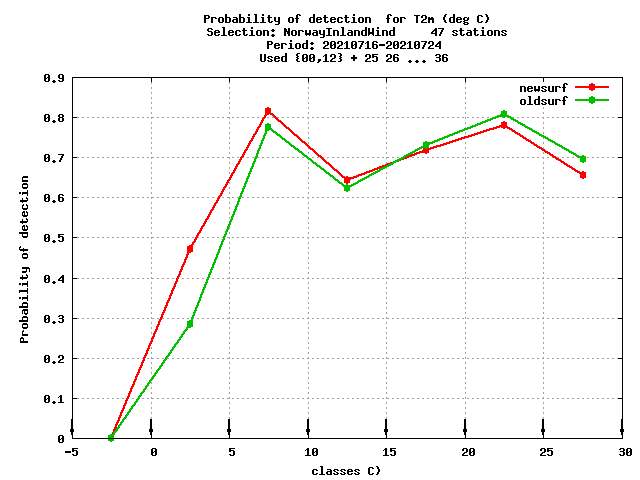 Probability of detection  for T2m (deg C)
Selection: NorwayInlandWind     47 stations
Period: 20210716-20210724
Used {00,12} + 25 26 ... 36
newsurf
oldsurf
Probability of detection
0.9
0.8
0.7
0.6
0.5
0.4
0.3
0.2
0.1
0
-5 0 5 10 15 20 25 30
classes C)